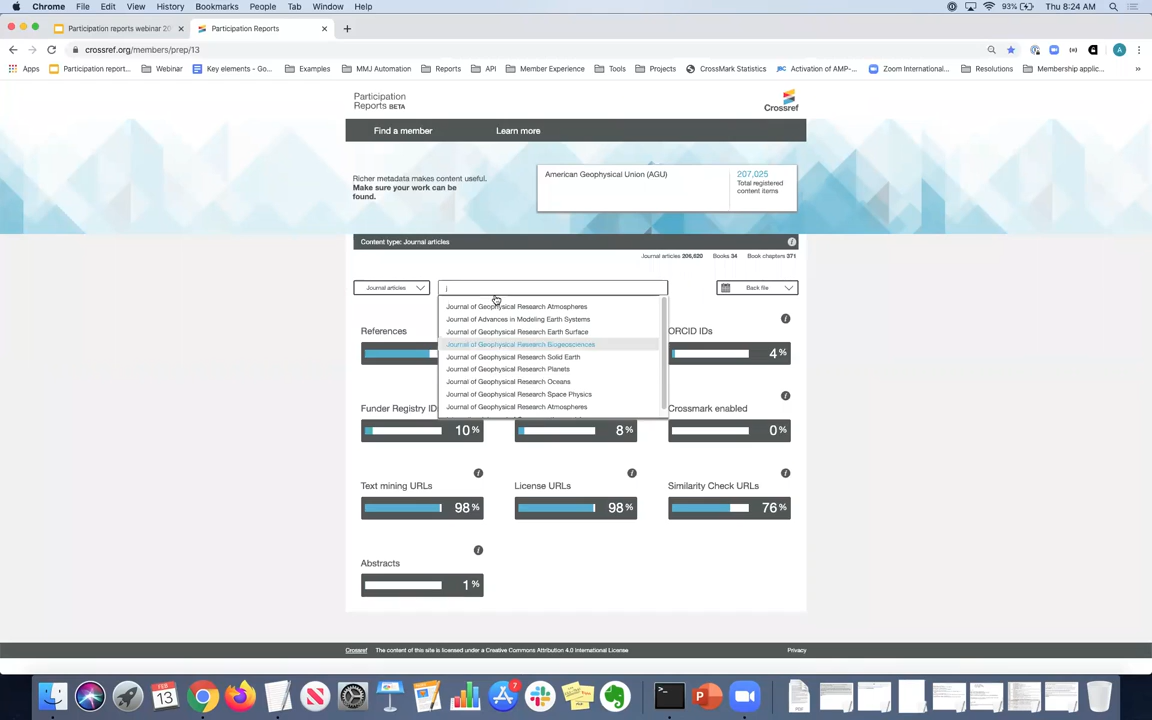 Chrome File Edit View History Bookmarks People Tab Window Help 93% Thu 8:24 AM
Participation reports webinar 20 Participation Reports
crossref.org/members/prep/13 A
Apps Participation report... Webinar Key elements - Go... Examples MMJ Automation Reports API Member Experience Tools Projects CrossMark Statistics Activation of AMP-... Zoom International... Resolutions Membership applic... »
Participation
Reports BETA
Crossref
Find a member Learn more
Richer metadata makes content useful.
Make sure your work can be
found.
American Geophysical Union (AGU)
207,025
Total registered
content items
Content type: Journal articles
Journal articles 206,620 Books 34 Book chapters 371
Journal articles
j
Back file
Journal of Geophysical Research Atmospheres
Journal of Advances in Modeling Earth Systems
Journal of Geophysical Research Earth Surface
Journal of Geophysical Research Biogeosciences
Journal of Geophysical Research Solid Earth
Journal of Geophysical Research Planets
Journal of Geophysical Research Oceans
Journal of Geophysical Research Space Physics
Journal of Geophysical Research Atmospheres
References
ORCID IDs
4%
Funder Registry ID
10%
8%
Crossmark enabled
0%
Text mining URLs
98%
License URLs
98%
Similarity Check URLs
76%
Abstracts
1%
Crossref The content of this site is licensed under a Creative Commons Attribution 4.0 International License Privacy
FEB
13
7